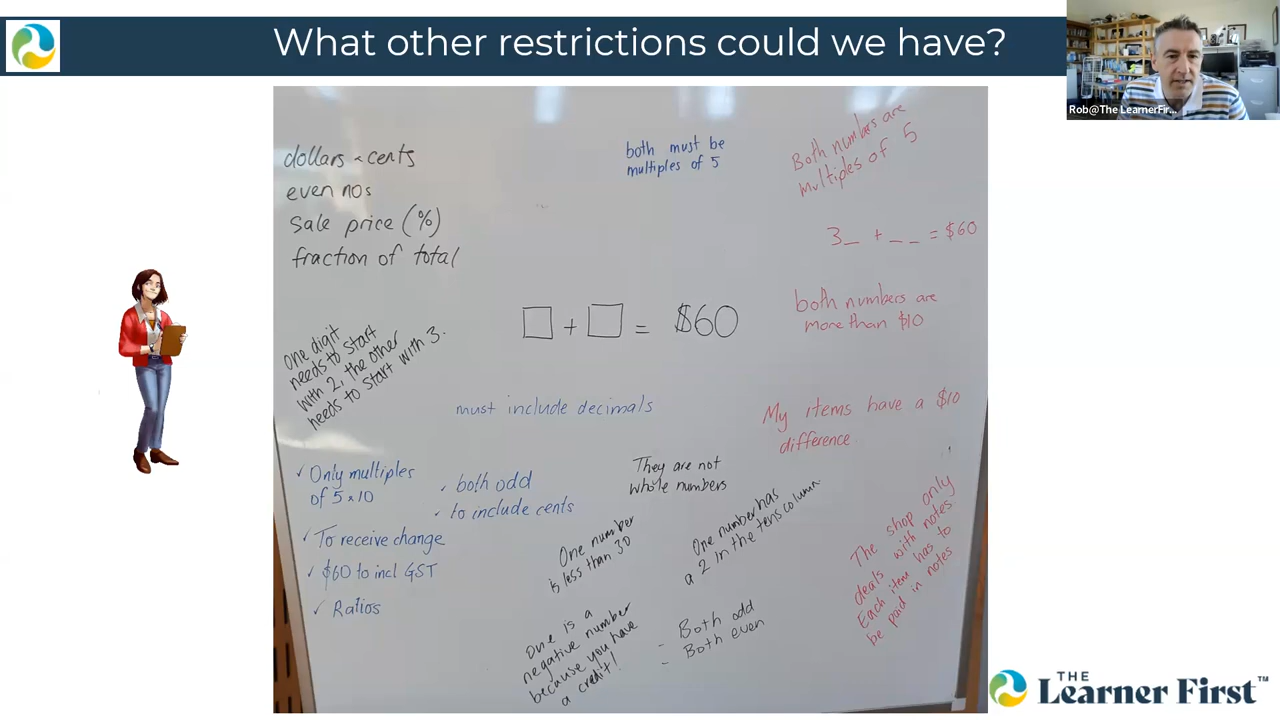 What other restrictions could we have?
Rob@The LearnerFir...
dollars & cents
even nos
sale price (%)
fraction of total
both must be
multiples of 5
Both numbers are
multiples of 5
3_ + _ _ = $60
both numbers are
more than $10
□ + □ = $60
one digit
needs to start
with 2, the other
needs to start with 3.
must include decimals
My items have a $10
difference
✓ Only multiples
of 5 x 10
✓ To receive change
✓ $60 to incl GST
✓ Ratios
✓ both odd
✓ to include cents
They are not
whole numbers
One number
is less than 30
One number has
a 2 in the tens column
One is a
negative number
because you have
a credit!
- Both odd
- Both even
The shop only
deals with notes
Each item has to
be paid in notes
THE
Learner First™